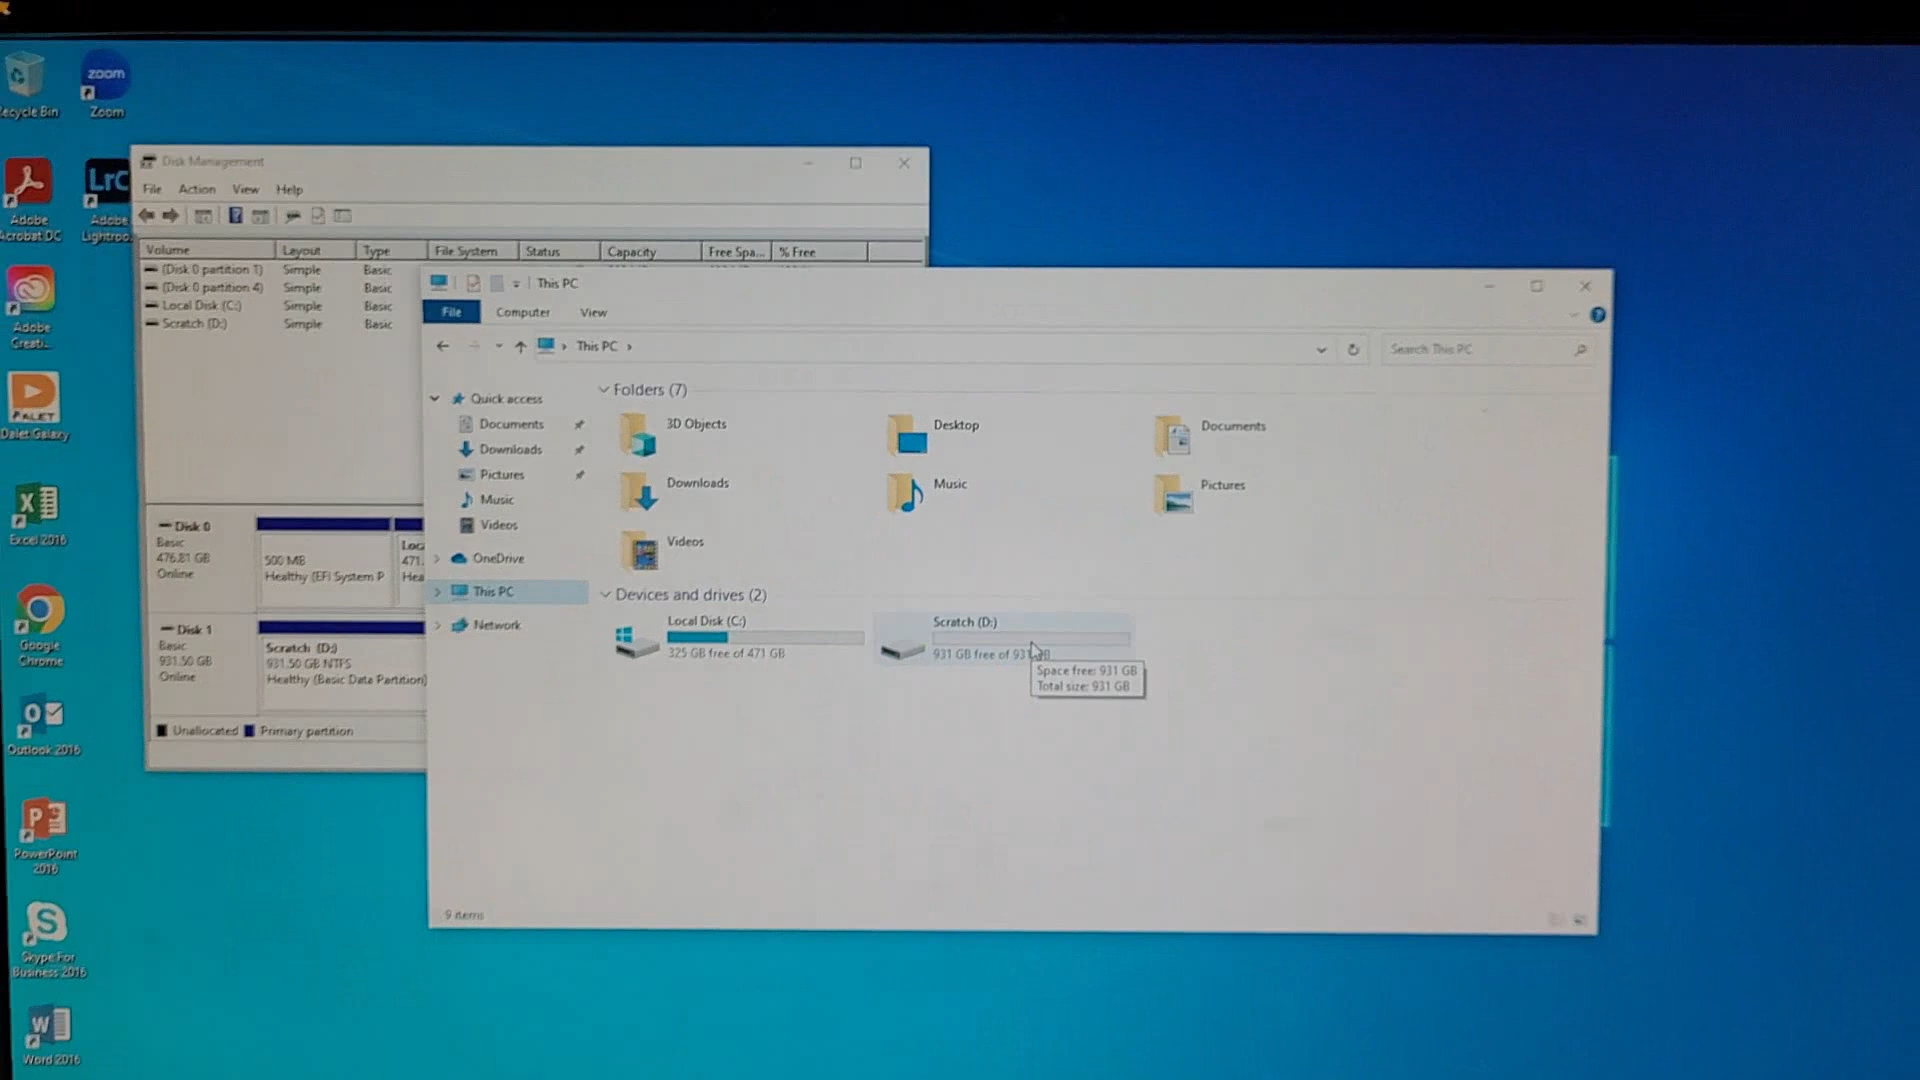 Recycle Bin
zoom
Zoom
Adobe
Acrobat DC
Lrc
Adobe
Lightroo...
Adobe
Creati...
DALET
Dalet Galaxy
Excel 2016
Google
Chrome
Outlook 2016
PowerPoint
2016
Skype For
Business 2016
Word 2016
Disk Management
File Action View Help
Volume Layout Type File System Status Capacity Free Spa... % Free
(Disk 0 partition 1) Simple Basic
(Disk 0 partition 4) Simple Basic
Local Disk (C:) Simple Basic
Scratch (D:) Simple Basic
Disk 0
Basic
476.81 GB
Online
500 MB
Healthy (EFI System P
Loca
471.
Hea
Disk 1
Basic
931.50 GB
Online
Scratch (D:)
931.50 GB NTFS
Healthy (Basic Data Partition)
Unallocated Primary partition
This PC
File Computer View
This PC
Search This PC
Quick access
Documents
Downloads
Pictures
Music
Videos
OneDrive
This PC
Network
Folders (7)
3D Objects
Desktop
Documents
Downloads
Music
Pictures
Videos
Devices and drives (2)
Local Disk (C:)
325 GB free of 471 GB
Scratch (D:)
931 GB free of 931 GB
Space free: 931 GB
Total size: 931 GB
9 items